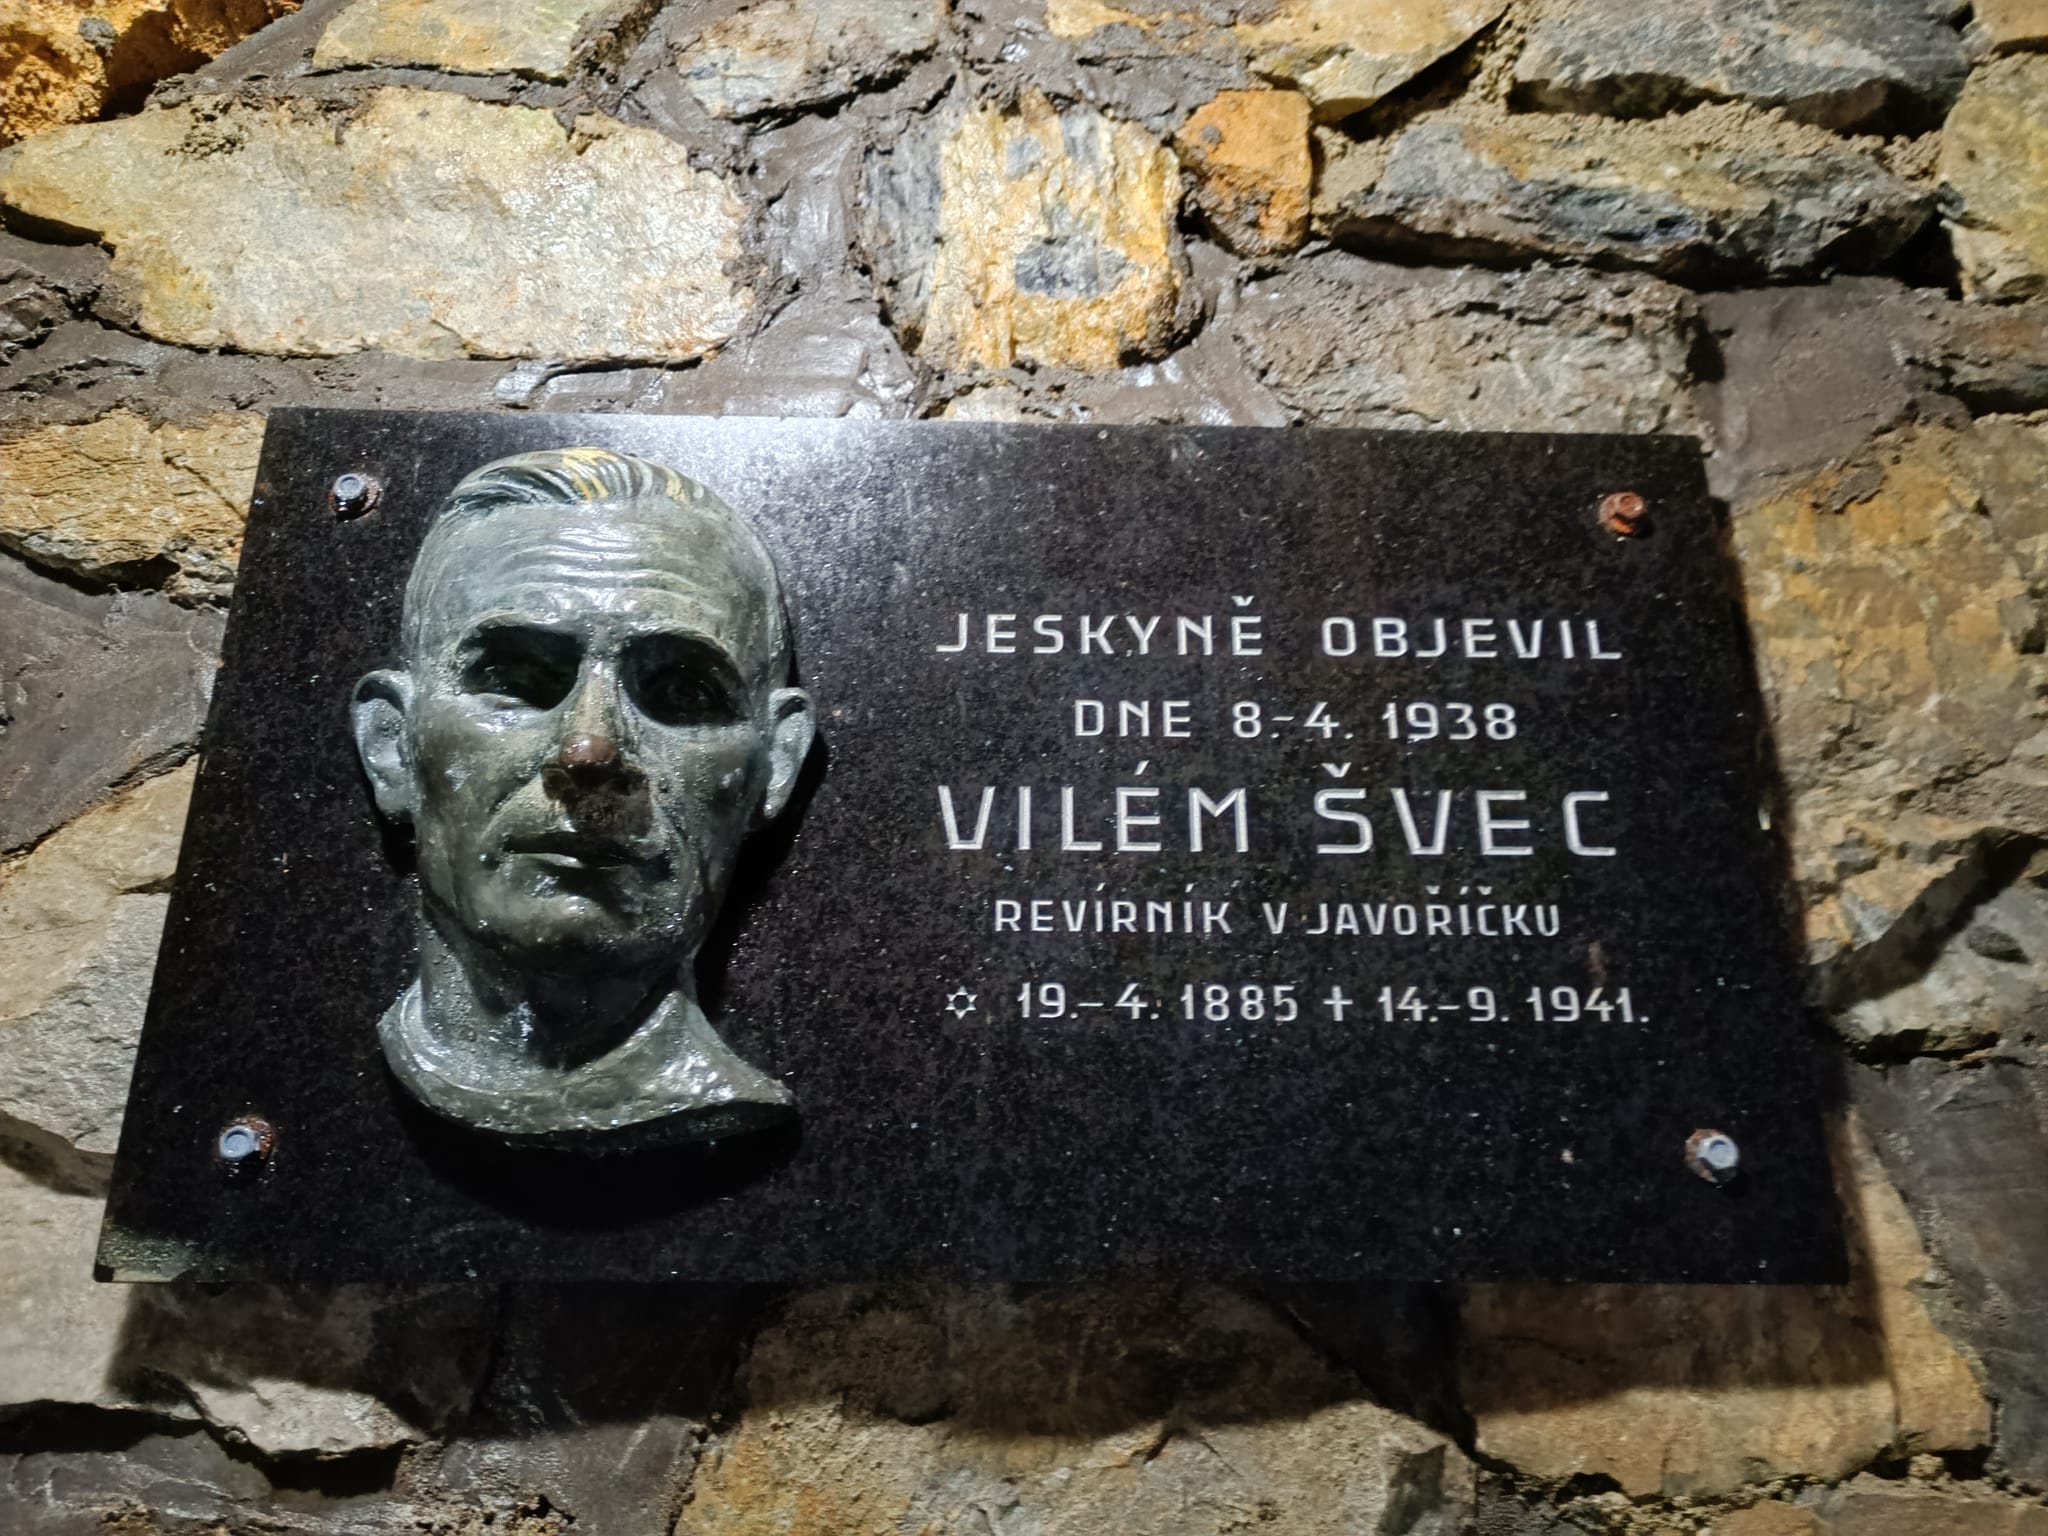 JESKYNĚ OBJEVIL
DNE 8.-4. 1938
VILÉM ŠVEC
REVÍRNÍK V JAVOŘÍČKU
✡ 19.-4. 1885 ✝ 14.-9. 1941.